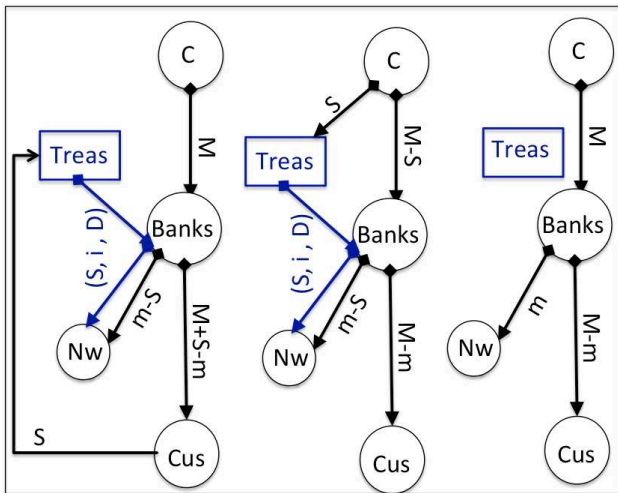 C
M
Treas
Banks
(S, i , D)
m-S
M+S-m
Nw
S
Cus
C
S
M-S
Treas
Banks
(S, i , D)
m-S
M-m
Nw
Cus
C
M
Treas
Banks
m
M-m
Nw
Cus